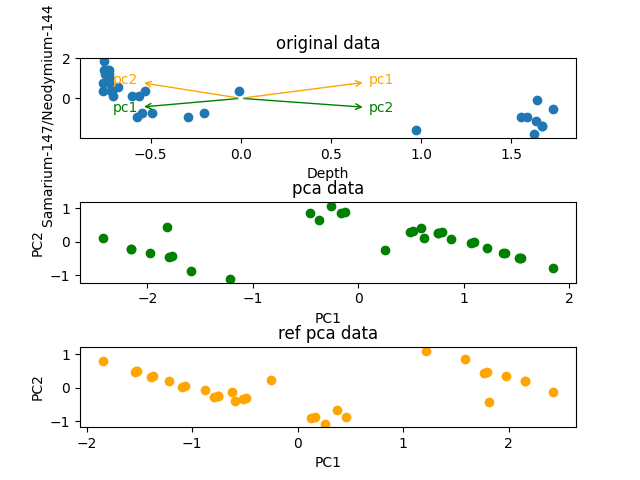 original data
Samarium-147/Neodymium-144
2
0
pc2
pc1
pc1
pc2
−0.5
0.0
0.5
1.0
1.5
Depth
pca data
PC2
1
0
−1
−2
−1
0
1
2
PC1
ref pca data
PC2
1
0
−1
−2
−1
0
1
2
PC1